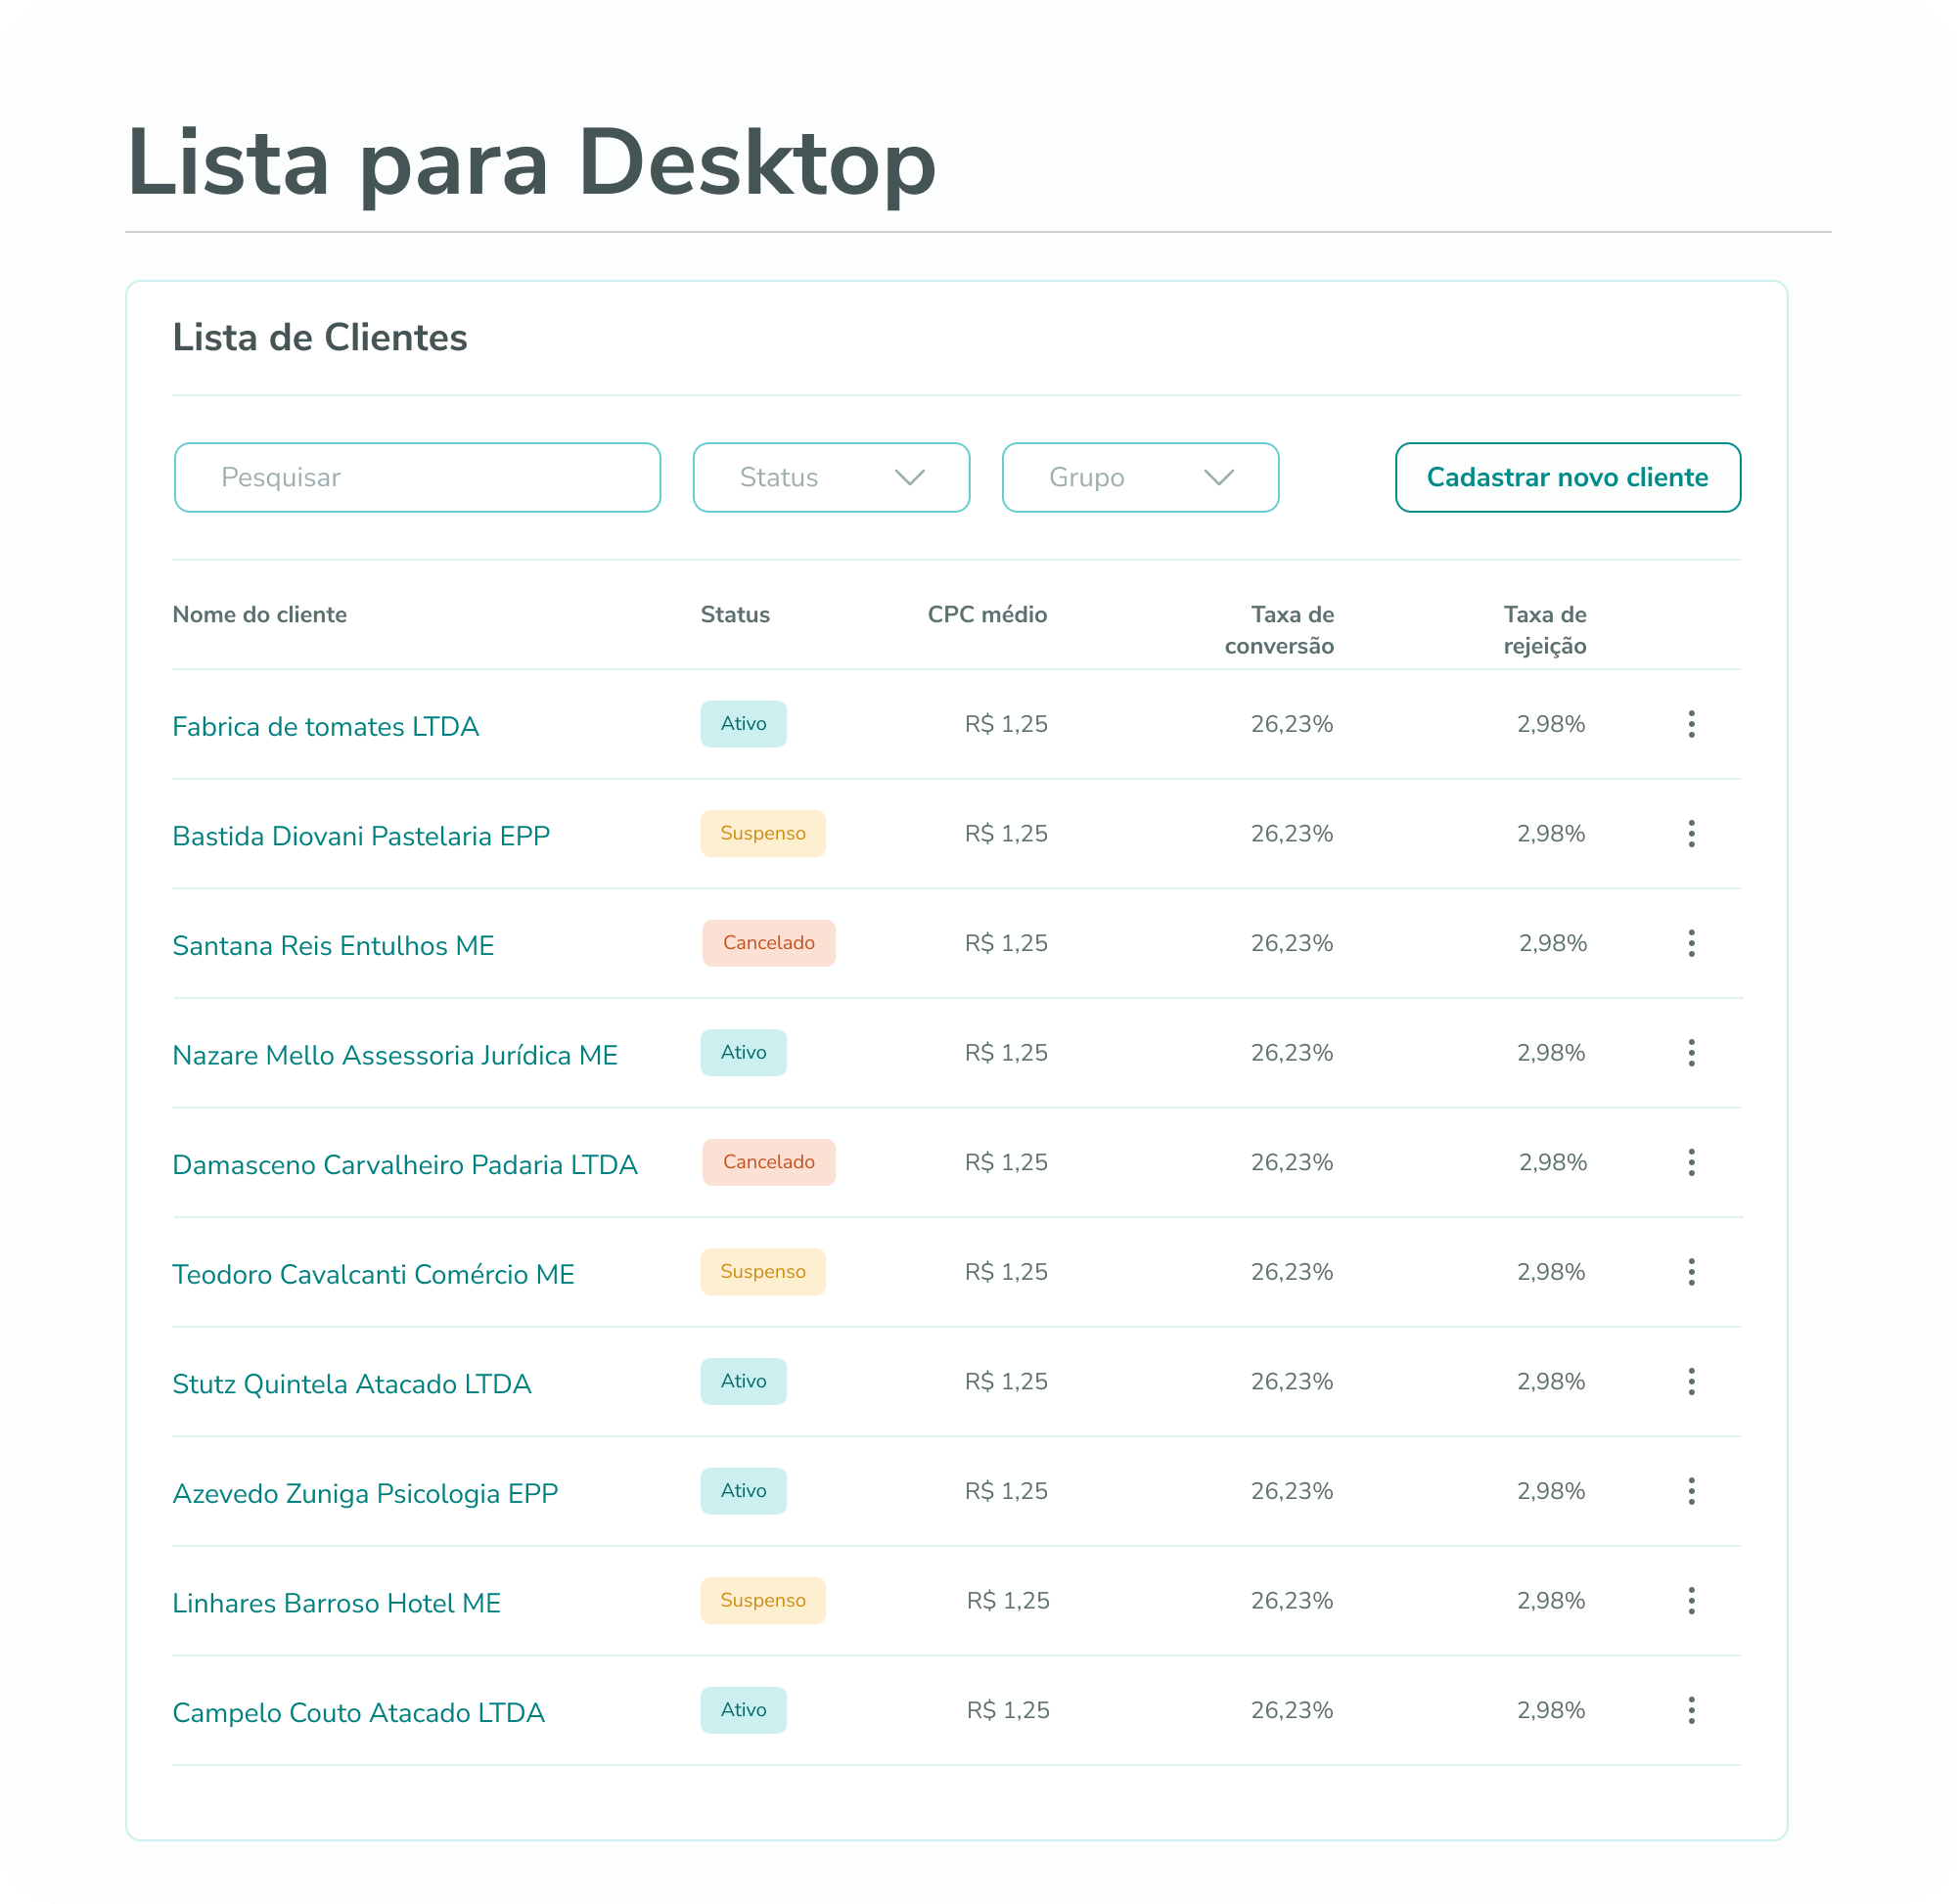 Lista para Desktop
Lista de Clientes
Pesquisar Status Grupo Cadastrar novo cliente
Nome do cliente Status CPC médio Taxa de conversão Taxa de rejeição
Fabrica de tomates LTDA Ativo R$ 1,25 26,23% 2,98%
Bastida Diovani Pastelaria EPP Suspenso R$ 1,25 26,23% 2,98%
Santana Reis Entulhos ME Cancelado R$ 1,25 26,23% 2,98%
Nazare Mello Assessoria Jurídica ME Ativo R$ 1,25 26,23% 2,98%
Damasceno Carvalheiro Padaria LTDA Cancelado R$ 1,25 26,23% 2,98%
Teodoro Cavalcanti Comércio ME Suspenso R$ 1,25 26,23% 2,98%
Stutz Quintela Atacado LTDA Ativo R$ 1,25 26,23% 2,98%
Azevedo Zuniga Psicologia EPP Ativo R$ 1,25 26,23% 2,98%
Linhares Barroso Hotel ME Suspenso R$ 1,25 26,23% 2,98%
Campelo Couto Atacado LTDA Ativo R$ 1,25 26,23% 2,98%